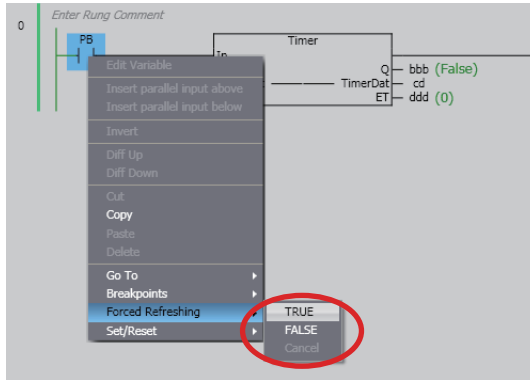 Enter Rung Comment
0
PB
Timer
In
Q bbb (False)
TimerDat cd
ET ddd (0)
Edit Variable
Insert parallel input above
Insert parallel input below
Invert
Diff Up
Diff Down
Cut
Copy
Paste
Delete
Go To
Breakpoints
Forced Refreshing
Set/Reset
TRUE
FALSE
Cancel